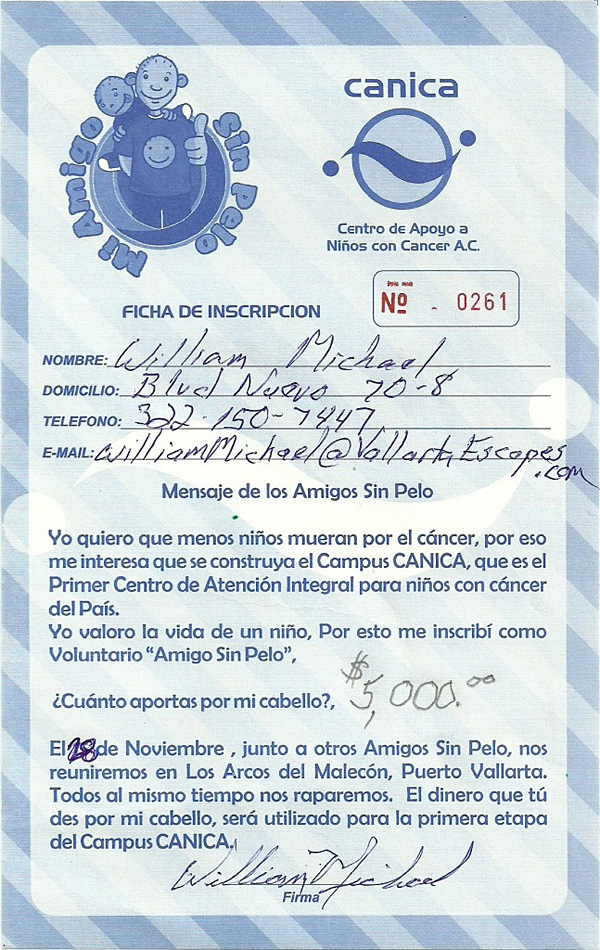 Mi Amigo Sin Pelo
canica
Centro de Apoyo a
Niños con Cancer A.C.
FICHA DE INSCRIPCION
Nº - 0261
NOMBRE: William Michael
DOMICILIO: Blvd Nuevo 70-8
TELEFONO: 322-150-7447
E-MAIL: williamMichael@VallartaEscapes
.com
Mensaje de los Amigos Sin Pelo
Yo quiero que menos niños mueran por el cáncer, por eso
me interesa que se construya el Campus CANICA, que es el
Primer Centro de Atención Integral para niños con cáncer
del País.
Yo valoro la vida de un niño, Por esto me inscribí como
Voluntario “Amigo Sin Pelo”,
¿Cuánto aportas por mi cabello?, $5,000.00
El 28 de Noviembre , junto a otros Amigos Sin Pelo, nos
reuniremos en Los Arcos del Malecón, Puerto Vallarta.
Todos al mismo tiempo nos raparemos. El dinero que tú
des por mi cabello, será utilizado para la primera etapa
del Campus CANICA.
William Michael
Firma